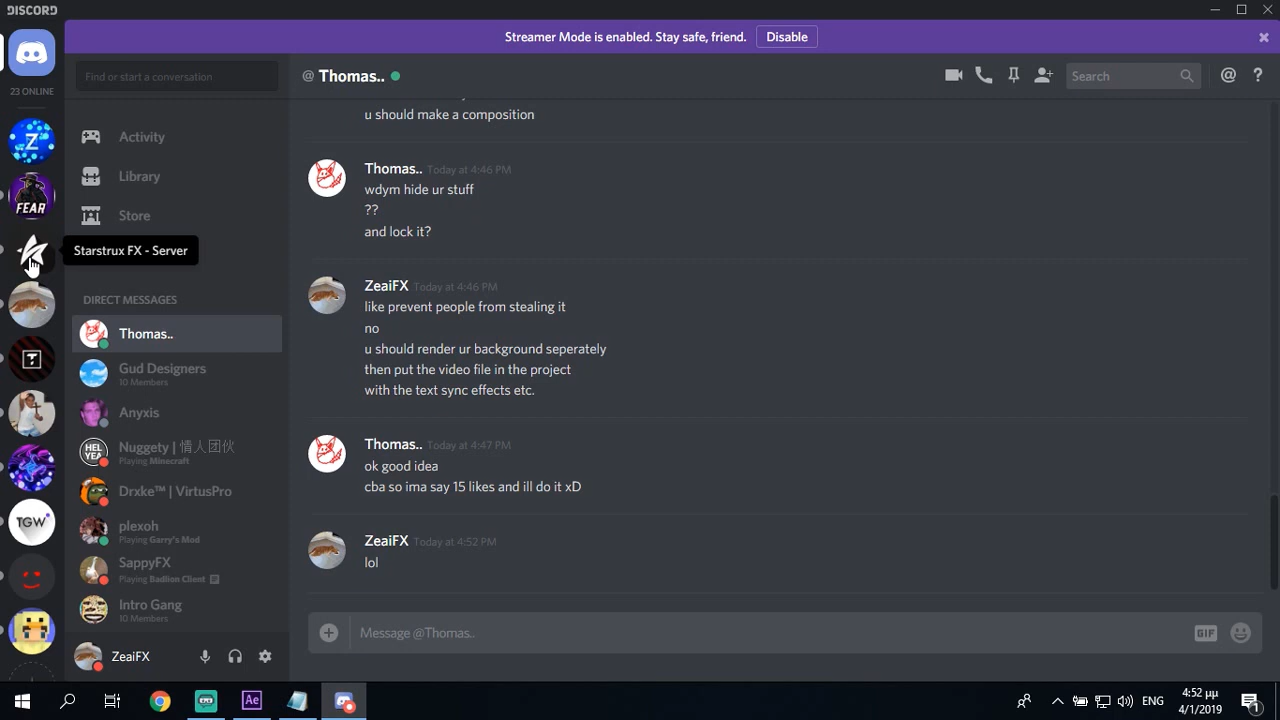 DISCORD
Streamer Mode is enabled. Stay safe, friend.
Disable
23 ONLINE
Z
FEAR
Starstrux FX - Server
T
TGW
Find or start a conversation
Activity
Library
Store
DIRECT MESSAGES
Thomas..
Gud Designers
10 Members
Anyxis
HEL
YEA
Nuggety | 情人团伙
Playing Minecraft
Drxke™ | VirtusPro
plexoh
Playing Garry's Mod
SappyFX
Playing Badlion Client
Intro Gang
10 Members
ZeaiFX
@ Thomas..
Search
u should make a composition
Thomas.. Today at 4:46 PM
wdym hide ur stuff
??
and lock it?
ZeaiFX Today at 4:46 PM
like prevent people from stealing it
no
u should render ur background seperately
then put the video file in the project
with the text sync effects etc.
Thomas.. Today at 4:47 PM
ok good idea
cba so ima say 15 likes and ill do it xD
ZeaiFX Today at 4:52 PM
lol
Message @Thomas..
GIF
Ae
ENG
4:52 μμ
4/1/2019
1